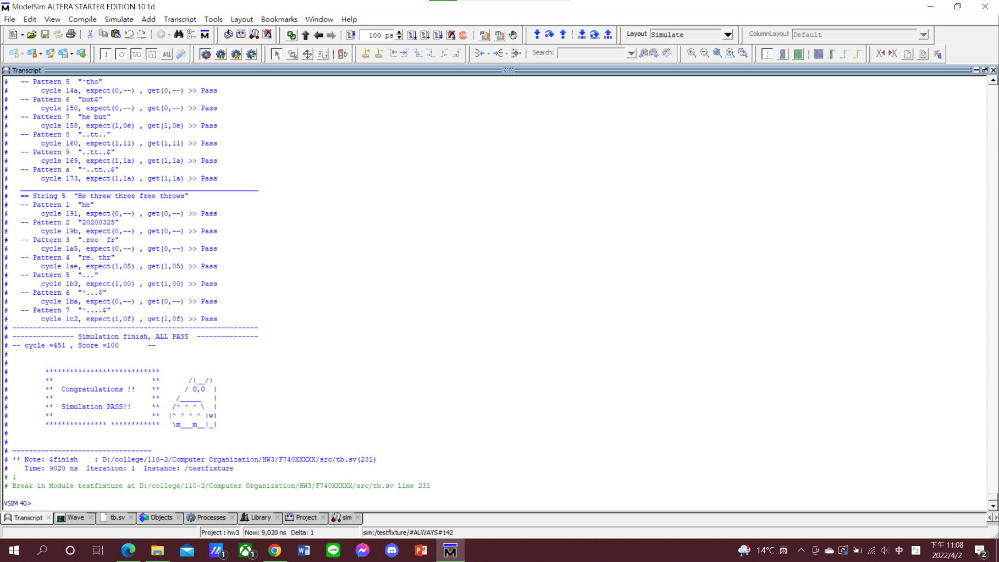 ModelSim ALTERA STARTER EDITION 10.1d
File Edit View Compile Simulate Add Transcript Tools Layout Bookmarks Window Help
100 ps Layout Simulate ColumnLayout Default
I O I/O ALL Search:
Transcript
#   -- Pattern 5  "^tho"
#        cycle 14a, expect(0,--) , get(0,--) >> Pass
#   -- Pattern 6  "but$"
#        cycle 150, expect(0,--) , get(0,--) >> Pass
#   -- Pattern 7  "he but"
#        cycle 158, expect(1,0e) , get(1,0e) >> Pass
#   -- Pattern 8  "..tt.."
#        cycle 160, expect(1,11) , get(1,11) >> Pass
#   -- Pattern 9  "..tt..$"
#        cycle 169, expect(1,1a) , get(1,1a) >> Pass
#   -- Pattern a  "^..tt..$"
#        cycle 173, expect(1,1a) , get(1,1a) >> Pass
#   __________________________________________________________
#   == String 5  "He threw three free throws"
#   -- Pattern 1  "he"
#        cycle 191, expect(0,--) , get(0,--) >> Pass
#   -- Pattern 2  "20200325"
#        cycle 19b, expect(0,--) , get(0,--) >> Pass
#   -- Pattern 3  ".ree  fr"
#        cycle 1a5, expect(0,--) , get(0,--) >> Pass
#   -- Pattern 4  "re. thr"
#        cycle 1ae, expect(1,05) , get(1,05) >> Pass
#   -- Pattern 5  "..."
#        cycle 1b3, expect(1,00) , get(1,00) >> Pass
#   -- Pattern 6  "^...$"
#        cycle 1ba, expect(0,--) , get(0,--) >> Pass
#   -- Pattern 7  "^....$"
#        cycle 1c2, expect(1,0f) , get(1,0f) >> Pass
# ------------------------------------------------------------
# --------------- Simulation finish, ALL PASS  ---------------
# -- cycle =451 , Score =100       --
#
#
#         ****************************
#         **                        **       /|__/|
#         **  Congratulations !!    **      / O,O  |
#         **                        **    /_____   |
#         **  Simulation PASS!!     **   /^ ^ ^ \  |
#         **                        **  |^ ^ ^ ^ |w|
#         *************** ************   \m___m__|_|
#
#
# ----------------------------------
# ** Note: $finish    : D:/college/110-2/Computer Organization/HW3/F740XXXXX/src/tb.sv(231)
#    Time: 9020 ns  Iteration: 1  Instance: /testfixture
# 1
# Break in Module testfixture at D:/college/110-2/Computer Organization/HW3/F740XXXXX/src/tb.sv line 231
VSIM 40>
Transcript Wave tb.sv Objects Processes Library Project sim
Project : hw3 Now: 9,020 ns Delta: 1 sim:/testfixture/#ALWAYS#142
1 1 LINE 14°C 雨 中 下午 11:08
2022/4/2 2